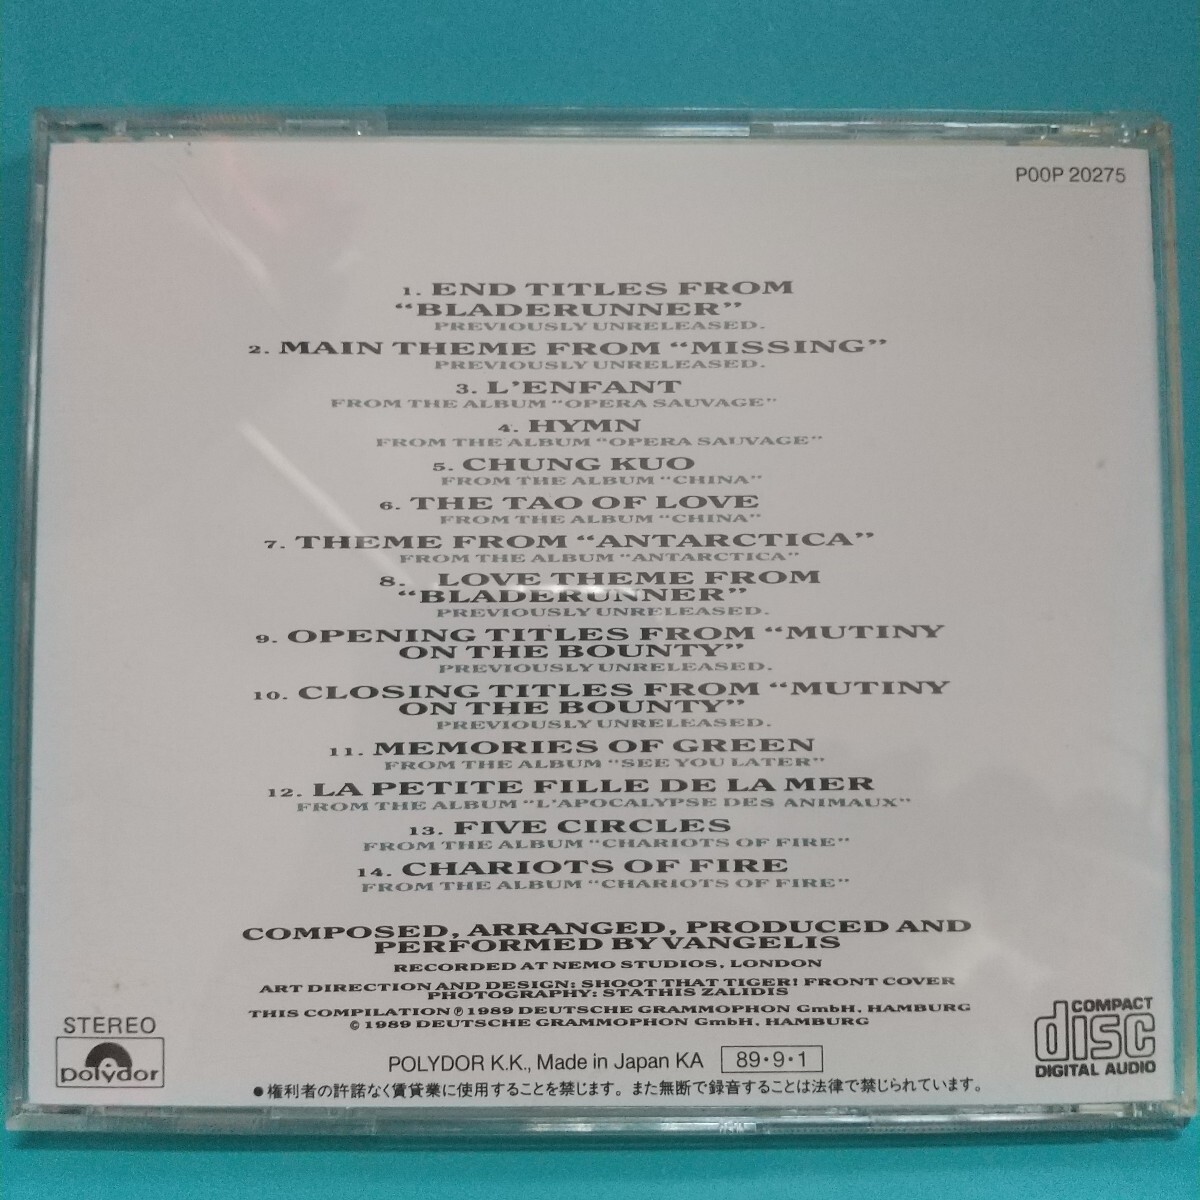 P00P 20275
1. END TITLES FROM
“BLADERUNNER”
PREVIOUSLY UNRELEASED.
2. MAIN THEME FROM “MISSING”
PREVIOUSLY UNRELEASED.
3. L'ENFANT
FROM THE ALBUM “OPERA SAUVAGE”
4. HYMN
FROM THE ALBUM “OPERA SAUVAGE”
5. CHUNG KUO
FROM THE ALBUM “CHINA”
6. THE TAO OF LOVE
FROM THE ALBUM “CHINA”
7. THEME FROM “ANTARCTICA”
FROM THE ALBUM “ANTARCTICA”
8. LOVE THEME FROM
“BLADERUNNER”
PREVIOUSLY UNRELEASED.
9. OPENING TITLES FROM “MUTINY
ON THE BOUNTY”
PREVIOUSLY UNRELEASED.
10. CLOSING TITLES FROM “MUTINY
ON THE BOUNTY”
PREVIOUSLY UNRELEASED.
11. MEMORIES OF GREEN
FROM THE ALBUM “SEE YOU LATER”
12. LA PETITE FILLE DE LA MER
FROM THE ALBUM “L'APOCALYPSE DES ANIMAUX”
13. FIVE CIRCLES
FROM THE ALBUM “CHARIOTS OF FIRE”
14. CHARIOTS OF FIRE
FROM THE ALBUM “CHARIOTS OF FIRE”
COMPOSED, ARRANGED, PRODUCED AND
PERFORMED BY VANGELIS
RECORDED AT NEMO STUDIOS, LONDON
ART DIRECTION AND DESIGN: SHOOT THAT TIGER! FRONT COVER
PHOTOGRAPHY: STATHIS ZALIDIS
THIS COMPILATION ℗ 1989 DEUTSCHE GRAMMOPHON GmbH, HAMBURG
© 1989 DEUTSCHE GRAMMOPHON GmbH, HAMBURG
STEREO
polydor
POLYDOR K.K., Made in Japan KA 89・9・1
●権利者の許諾なく賃貸業に使用することを禁じます。また無断で録音することは法律で禁じられています。
COMPACT
disc
DIGITAL AUDIO